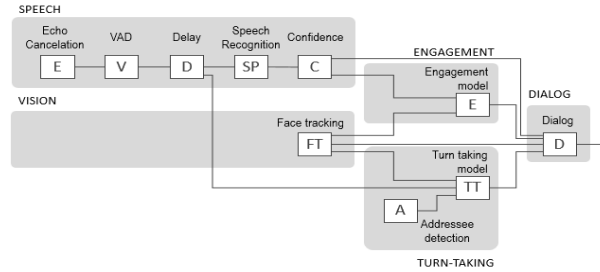 SPEECH
Echo
Cancelation
VAD
Delay
Speech
Recognition
Confidence
E
V
D
SP
C
ENGAGEMENT
Engagement
model
E
VISION
Face tracking
FT
DIALOG
Dialog
D
Turn taking
model
TT
A
Addressee
detection
TURN-TAKING